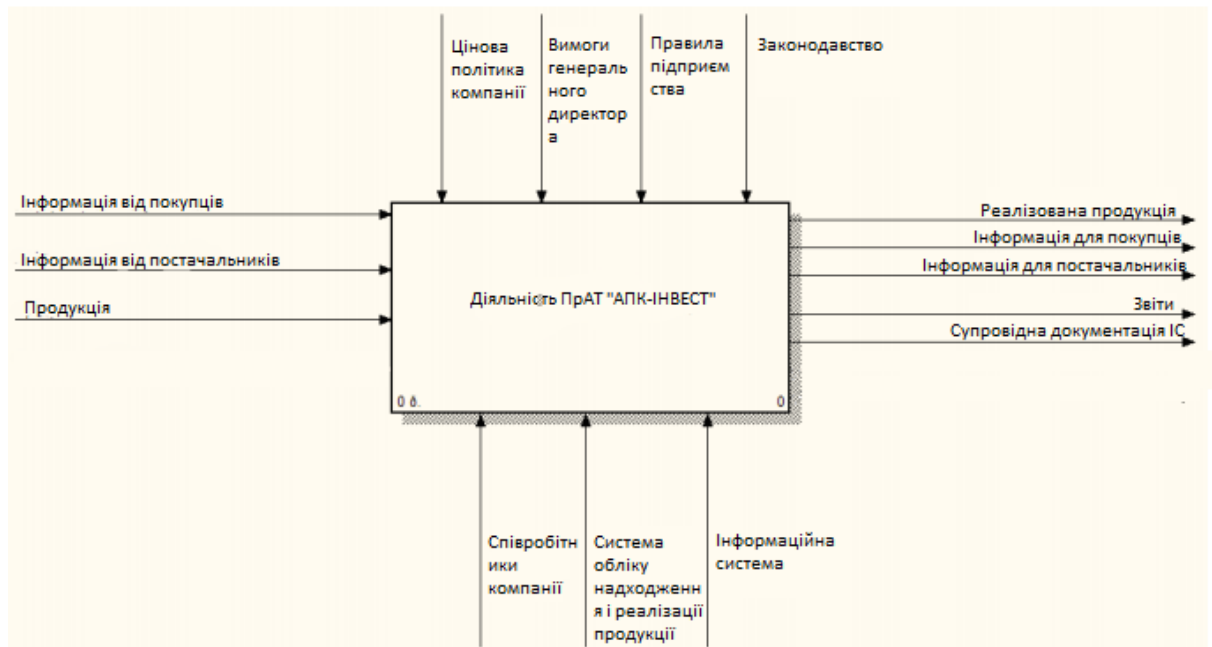 Цінова
політика
компанії
Вимоги
генераль
ного
директор
а
Правила
підприєм
ства
Законодавство
Інформація від покупців
Інформація від постачальників
Продукція
Діяльність ПрАТ "АПК-ІНВЕСТ"
0 ₴.
0
Реалізована продукція
Інформація для покупців
Інформація для постачальників
Звіти
Супровідна документація ІС
Співробітн
ики
компанії
Система
обліку
надходженн
я і реалізації
продукції
Інформаційна
система